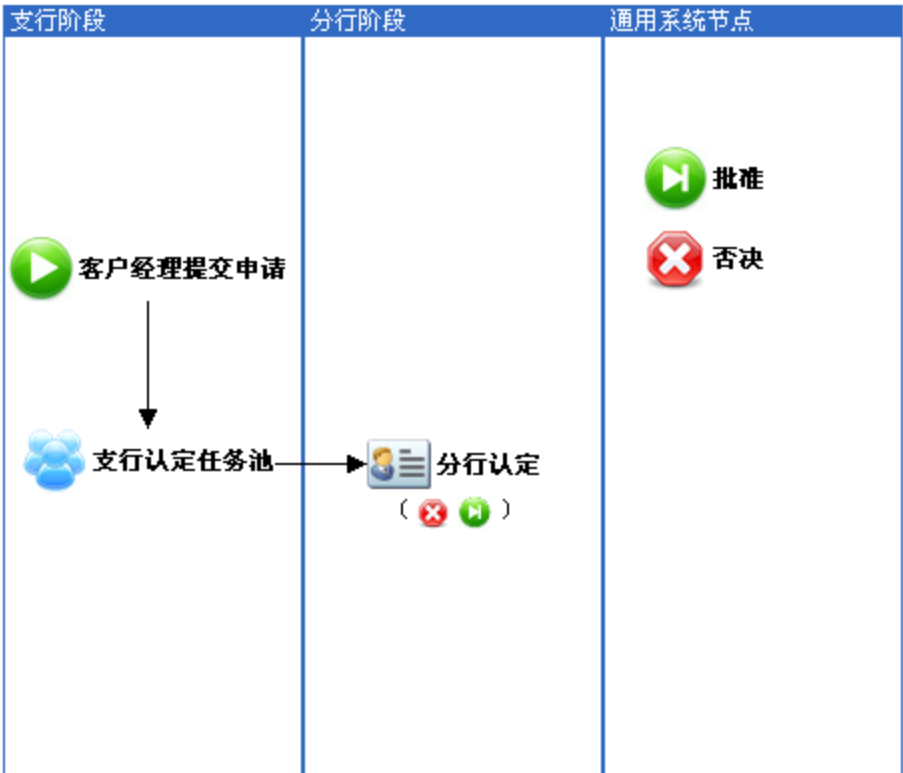 支行阶段
分行阶段
通用系统节点
批准
客户经理提交申请
否决
支行认定任务池
分行认定
（ ）